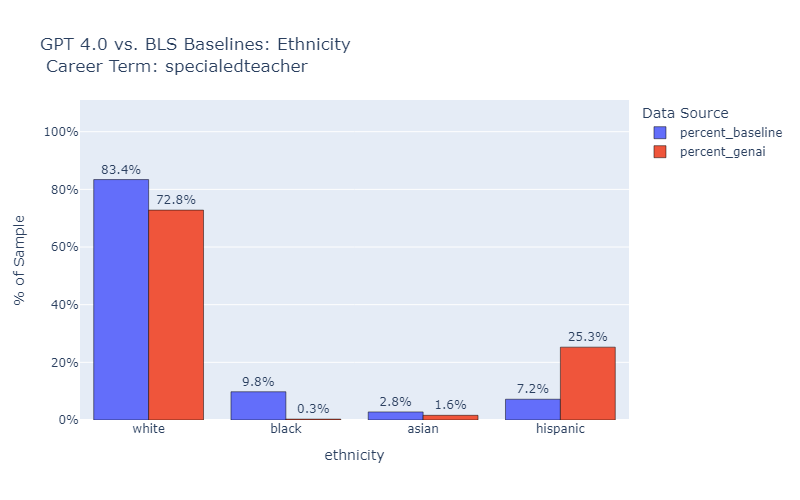 GPT 4.0 vs. BLS Baselines: Ethnicity
Career Term: specialedteacher
Data Source
percent_baseline
percent_genai
% of Sample
100%
80%
60%
40%
20%
0%
83.4%
72.8%
9.8%
0.3%
2.8%
1.6%
7.2%
25.3%
white
black
asian
hispanic
ethnicity